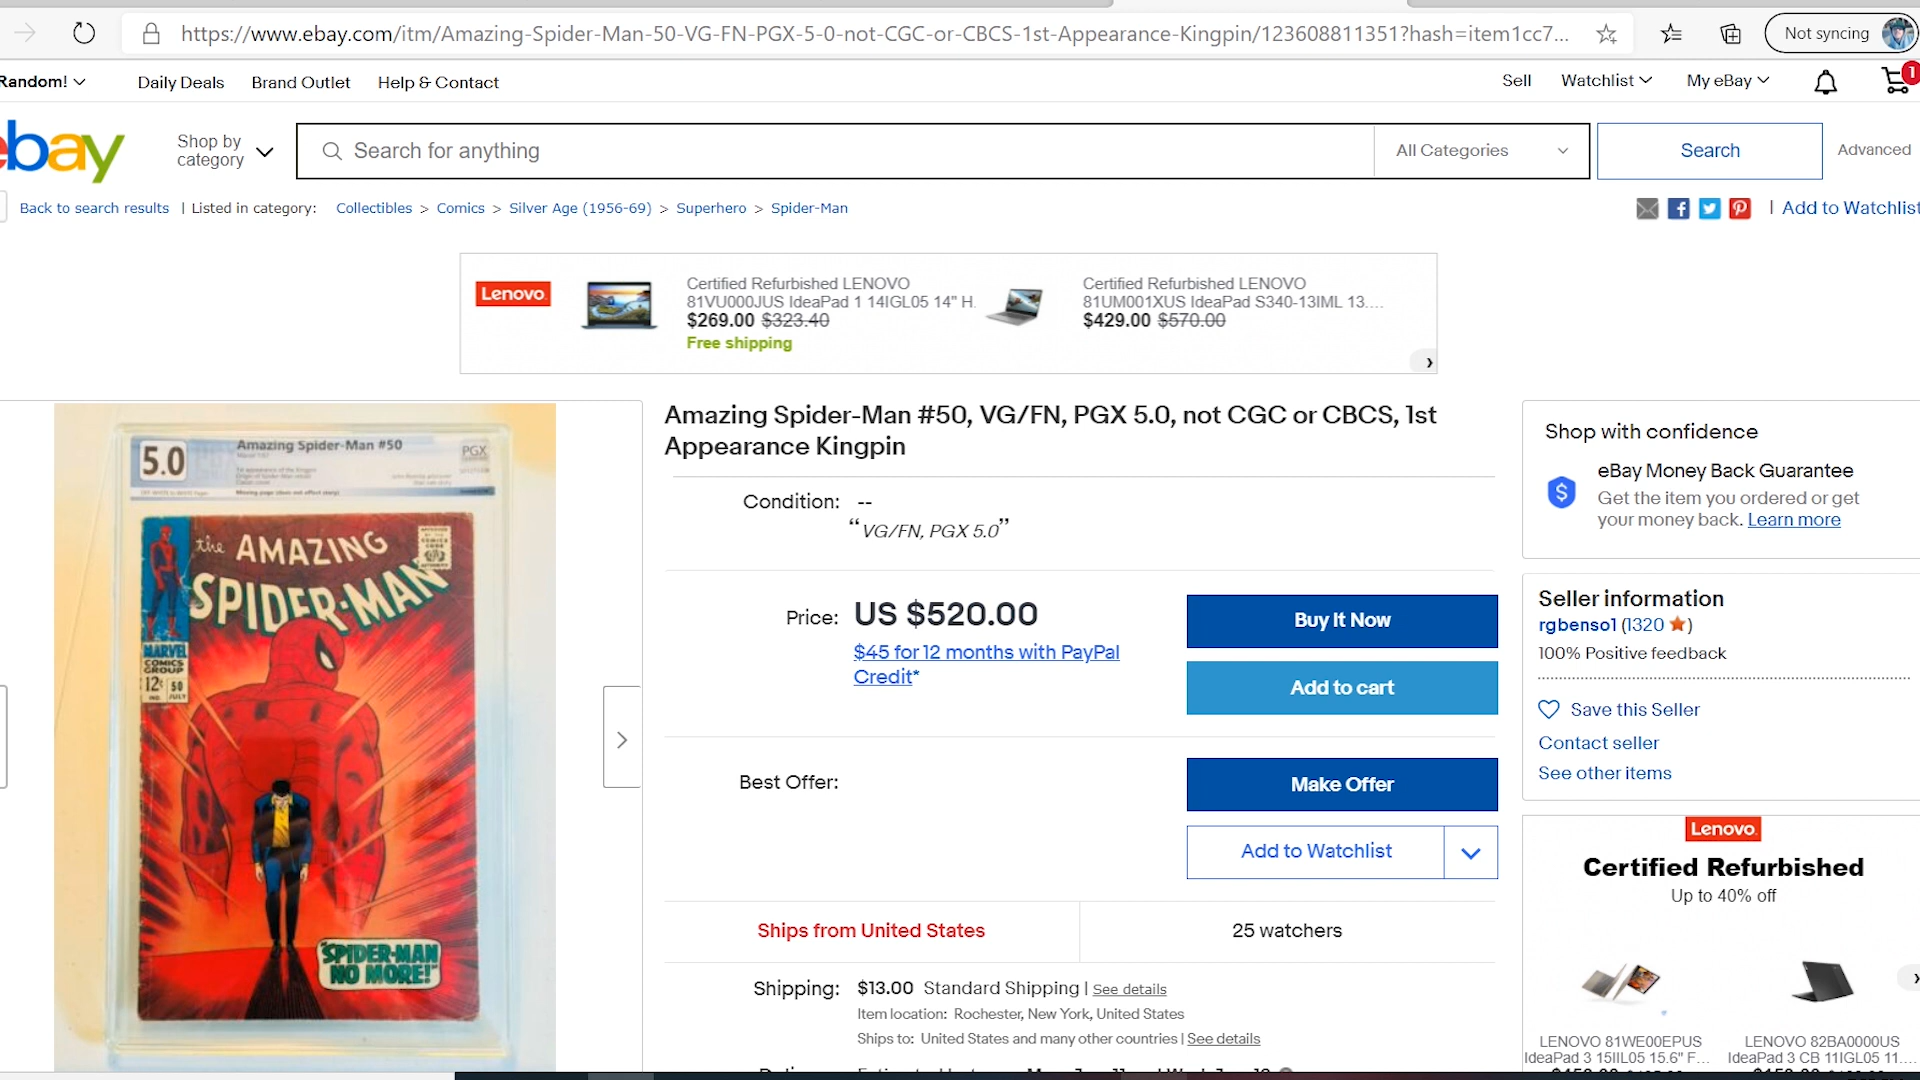 https://www.ebay.com/itm/Amazing-Spider-Man-50-VG-FN-PGX-5-0-not-CGC-or-CBCS-1st-Appearance-Kingpin/123608811351?hash=item1cc7...
Not syncing
Random!
Daily Deals
Brand Outlet
Help & Contact
Sell
Watchlist
My eBay
1
ebay
Shop by category
Search for anything
All Categories
Search
Advanced
Back to search results | Listed in category: Collectibles > Comics > Silver Age (1956-69) > Superhero > Spider-Man
| Add to Watchlist
Lenovo
Certified Refurbished LENOVO
81VU000JUS IdeaPad 1 14IGL05 14" H.
$269.00 $323.40
Free shipping
Certified Refurbished LENOVO
81UM001XUS IdeaPad S340-13IML 13....
$429.00 $570.00
5.0
Amazing Spider-Man #50
PGX
Missing page (does not affect story)
the AMAZING
SPIDER-MAN
MARVEL
COMICS
GROUP
12¢ 50
IND. JULY
"SPIDER-MAN
NO MORE!"
Amazing Spider-Man #50, VG/FN, PGX 5.0, not CGC or CBCS, 1st
Appearance Kingpin
Condition: --
“VG/FN, PGX 5.0”
Price: US $520.00
$45 for 12 months with PayPal
Credit*
Buy It Now
Add to cart
Best Offer:
Make Offer
Add to Watchlist
Ships from United States
25 watchers
Shipping: $13.00 Standard Shipping | See details
Item location: Rochester, New York, United States
Ships to: United States and many other countries | See details
Shop with confidence
eBay Money Back Guarantee
Get the item you ordered or get
your money back. Learn more
Seller information
rgbenso1 (1320 )
100% Positive feedback
Save this Seller
Contact seller
See other items
Lenovo
Certified Refurbished
Up to 40% off
LENOVO 81WE00EPUS
IdeaPad 3 15IIL05 15.6" F...
LENOVO 82BA0000US
IdeaPad 3 CB 11IGL05 11....